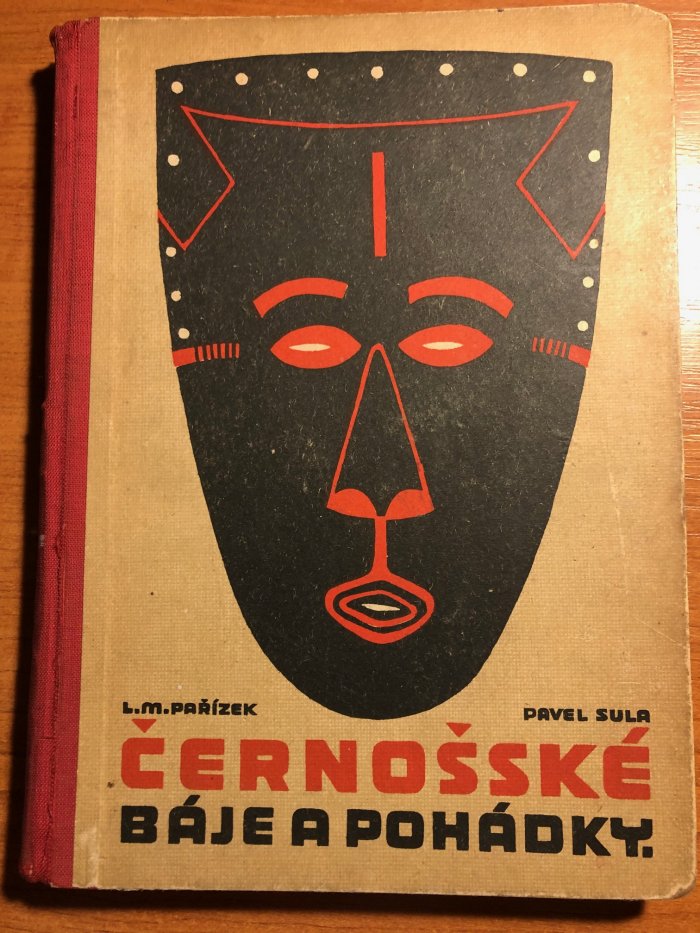 L.M.PAŘÍZEK PAVEL SULA
ČERNOŠSKÉ
BÁJE A POHÁDKY.